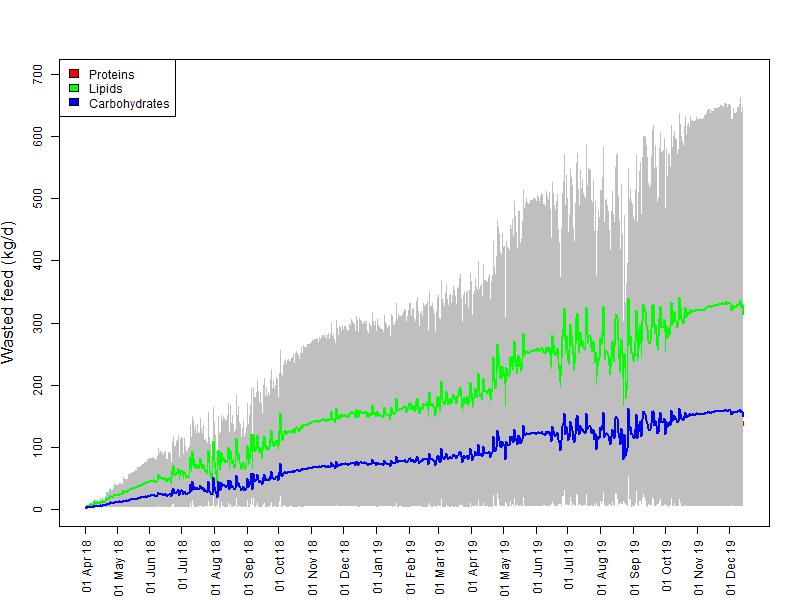 Proteins
Lipids
Carbohydrates
Wasted feed (kg/d)
700
600
500
400
300
200
100
0
01 Apr 18
01 May 18
01 Jun 18
01 Jul 18
01 Aug 18
01 Sep 18
01 Oct 18
01 Nov 18
01 Dec 18
01 Jan 19
01 Feb 19
01 Mar 19
01 Apr 19
01 May 19
01 Jun 19
01 Jul 19
01 Aug 19
01 Sep 19
01 Oct 19
01 Nov 19
01 Dec 19